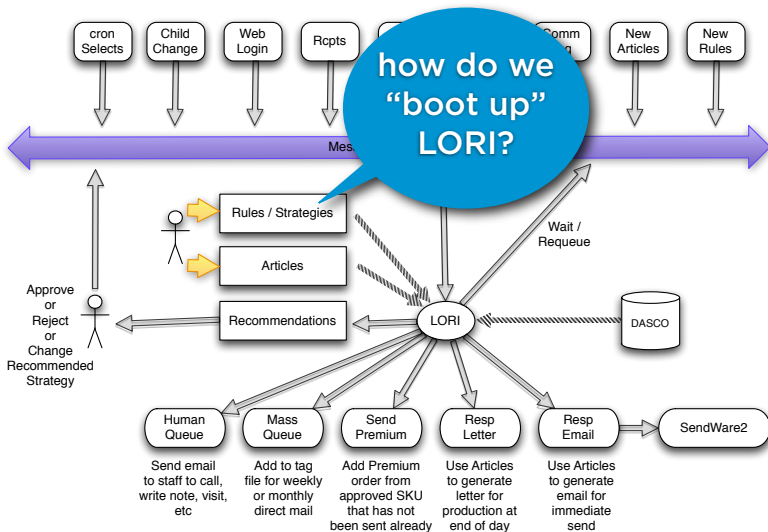 cron
Selects
Child
Change
Web
Login
Rcpts
New
Articles
New
Rules
how do we
“boot up”
LORI?
Rules / Strategies
Articles
Recommendations
Wait /
Requeue
LORI
DASCO
Approve
or
Reject
or
Change
Recommended
Strategy
Human
Queue
Mass
Queue
Send
Premium
Resp
Letter
Resp
Email
SendWare2
Send email
to staff to call,
write note, visit,
etc
Add to tag
file for weekly
or monthly
direct mail
Add Premium
order from
approved SKU
that has not
been sent already
Use Articles
to generate
letter for
production at
end of day
Use Articles
to generate
email for
immediate
send